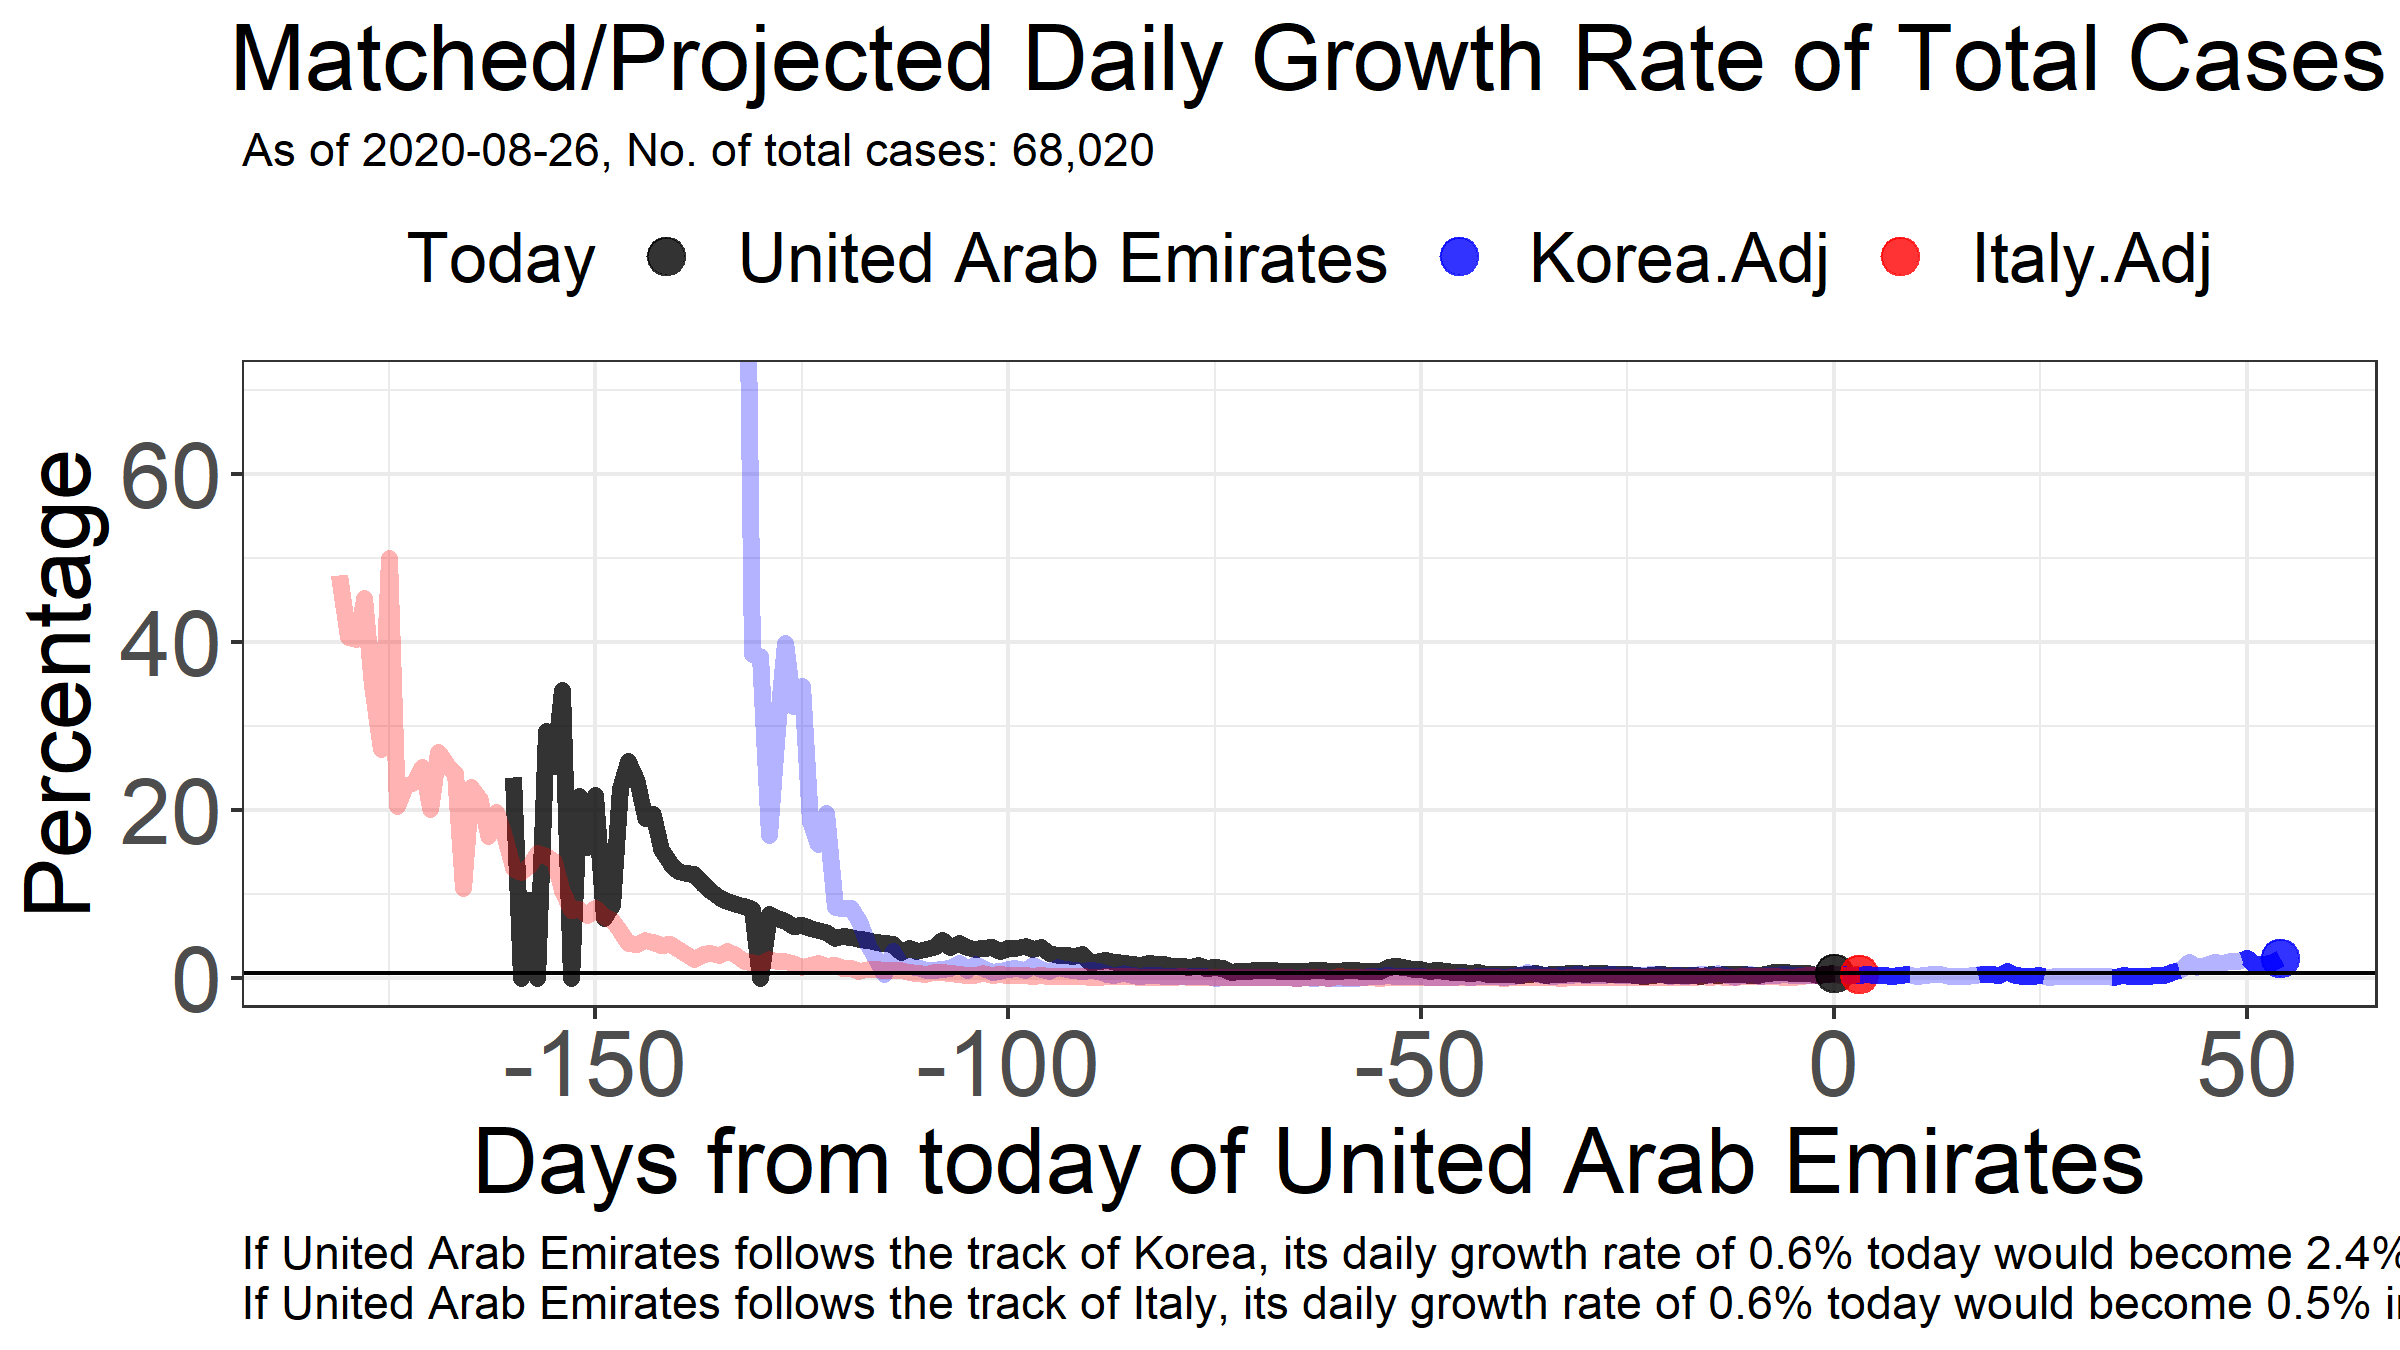 Matched/Projected Daily Growth Rate of Total Cases
As of 2020-08-26, No. of total cases: 68,020
Today United Arab Emirates Korea.Adj Italy.Adj
Percentage
60
40
20
0
-150 -100 -50 0 50
Days from today of United Arab Emirates
If United Arab Emirates follows the track of Korea, its daily growth rate of 0.6% today would become 2.4%
If United Arab Emirates follows the track of Italy, its daily growth rate of 0.6% today would become 0.5%